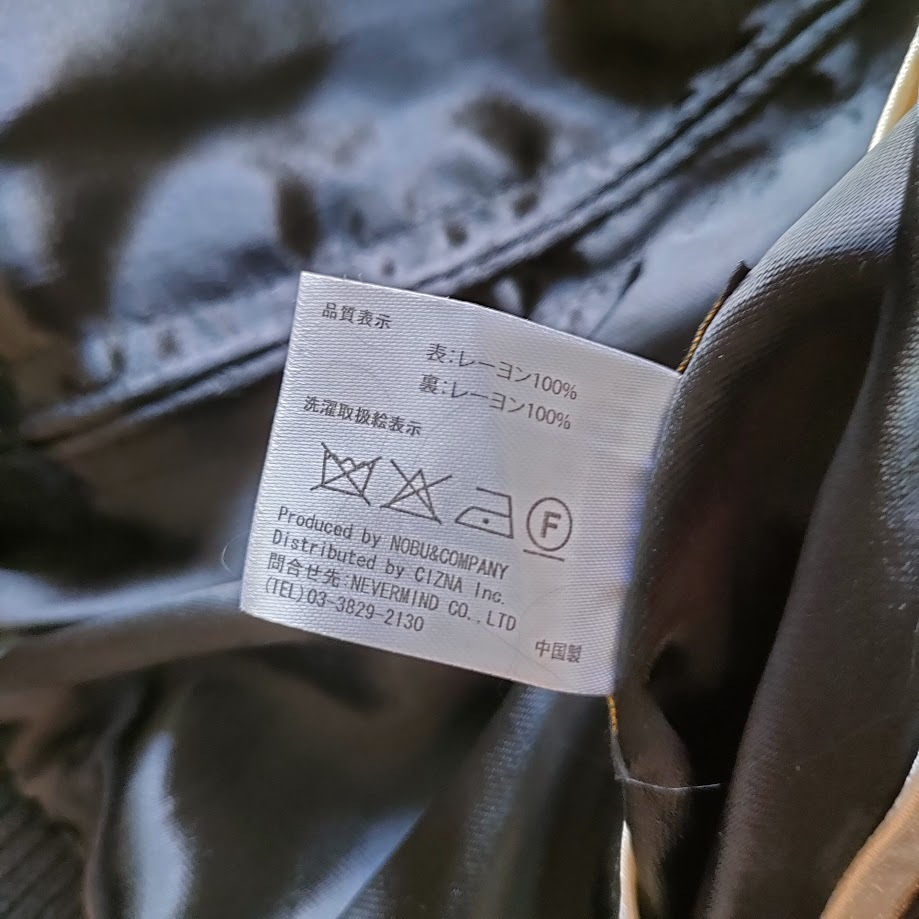 品質表示
表:レーヨン100%
裏:レーヨン100%
洗濯取扱絵表示
F
Produced by NOBU&COMPANY
Distributed by CIZNA Inc.
問合せ先:NEVERMIND CO.,LTD
(TEL)03-3829-2130
中国製